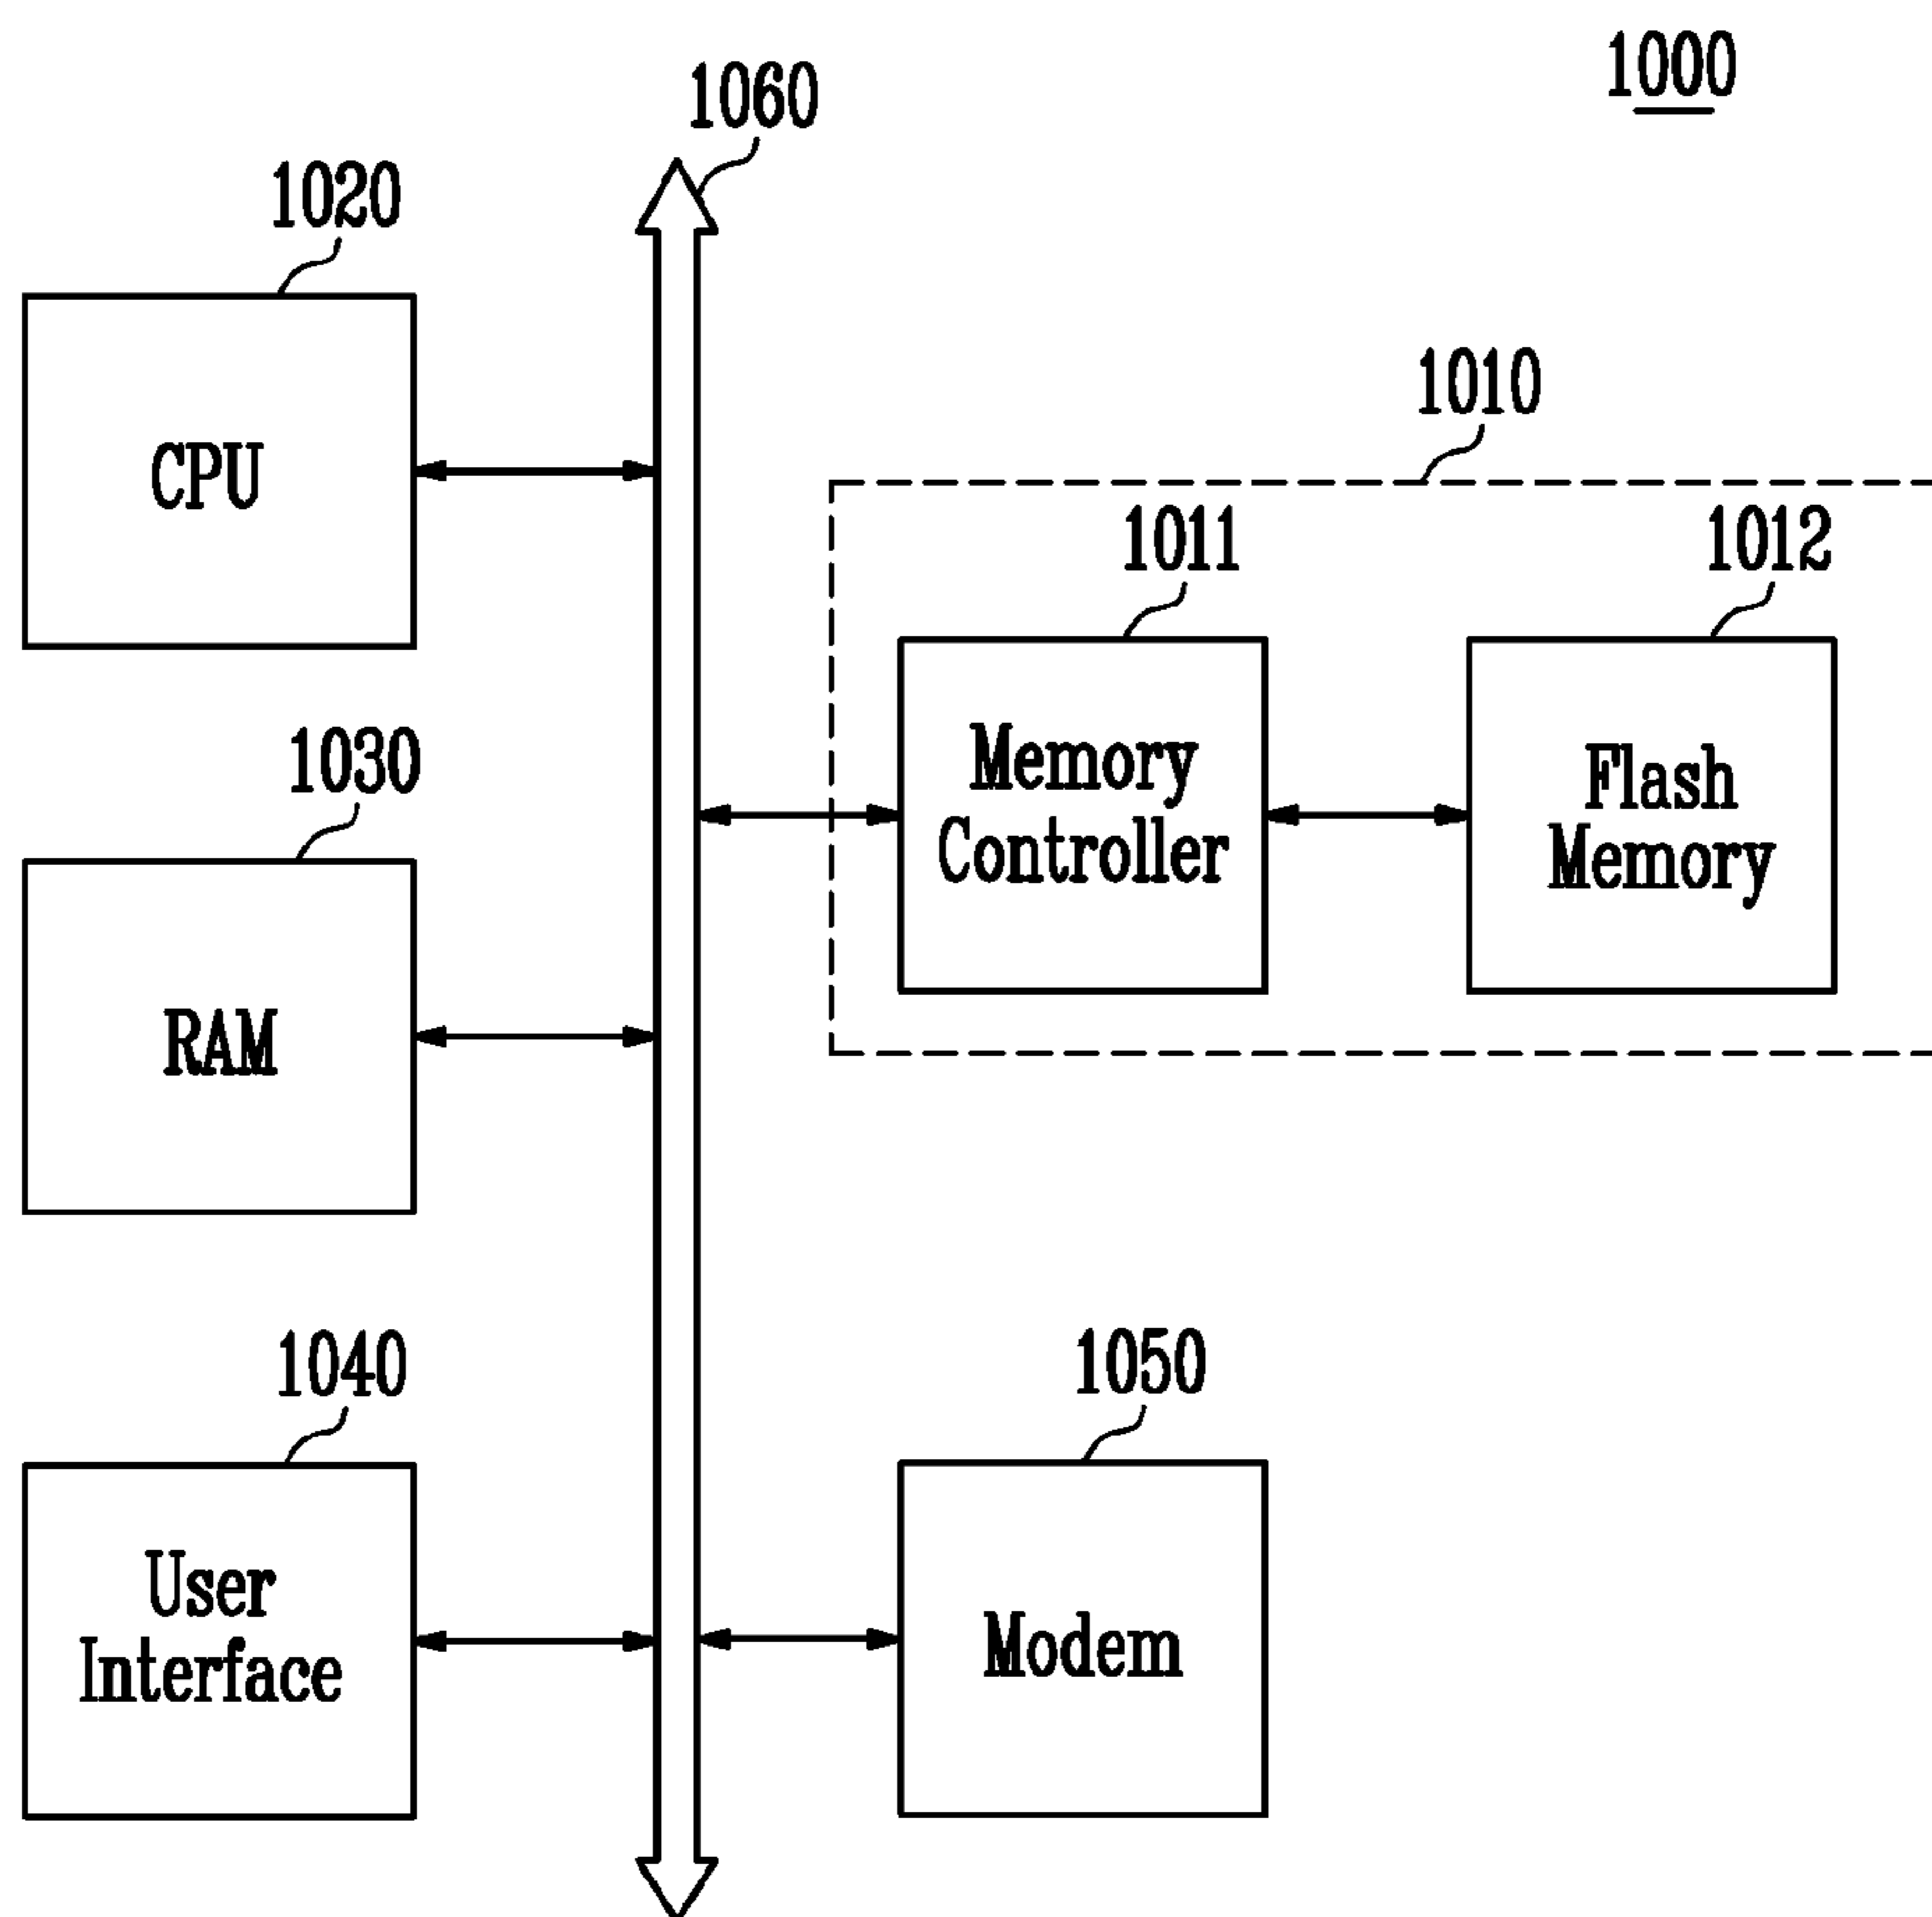 1000
1060
1020
CPU
1010
1011
1012
Memory
Controller
Flash
Memory
1030
RAM
1040
User
Interface
1050
Modem